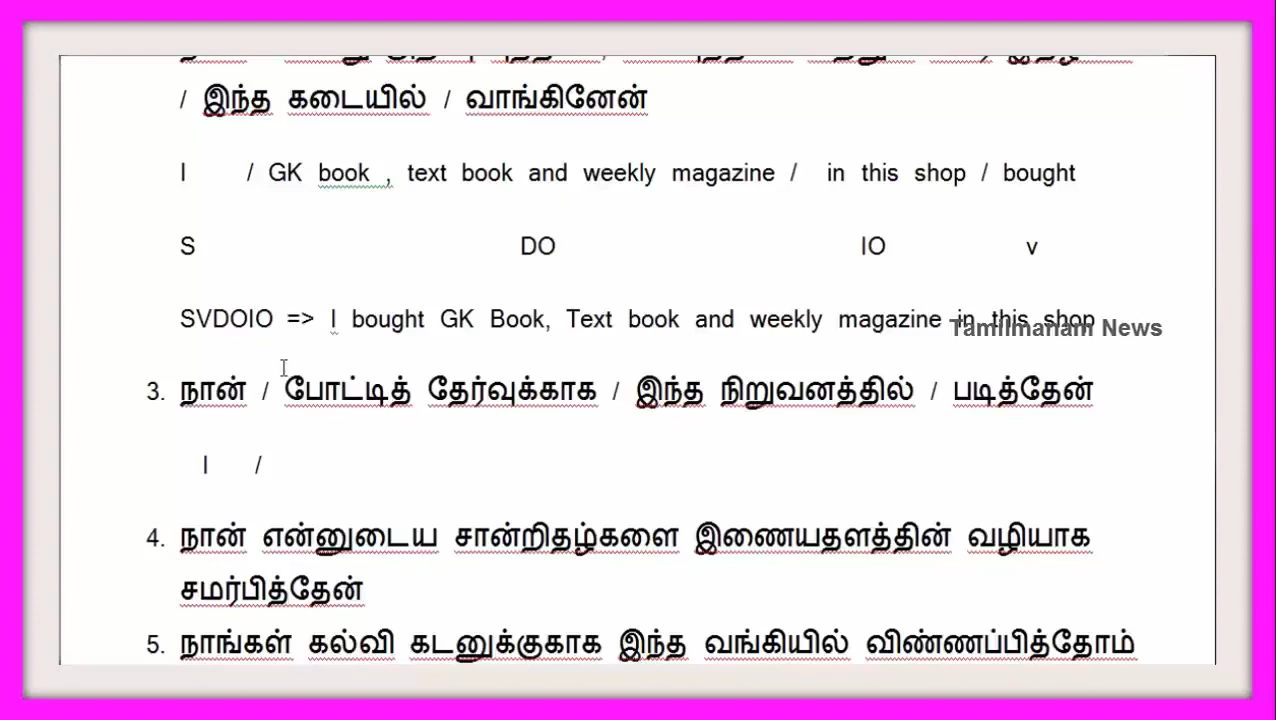 / இந்த கடையில் / வாங்கினேன்
I / GK book , text book and weekly magazine / in this shop / bought
S DO IO v
SVDOIO => I bought GK Book, Text book and weekly magazine in this shop
Tamilmanam News
3. நான் / போட்டித் தேர்வுக்காக / இந்த நிறுவனத்தில் / படித்தேன்
I /
4. நான் என்னுடைய சான்றிதழ்களை இணையதளத்தின் வழியாக
சமர்பித்தேன்
5. நாங்கள் கல்வி கடனுக்குகாக இந்த வங்கியில் விண்ணப்பித்தோம்